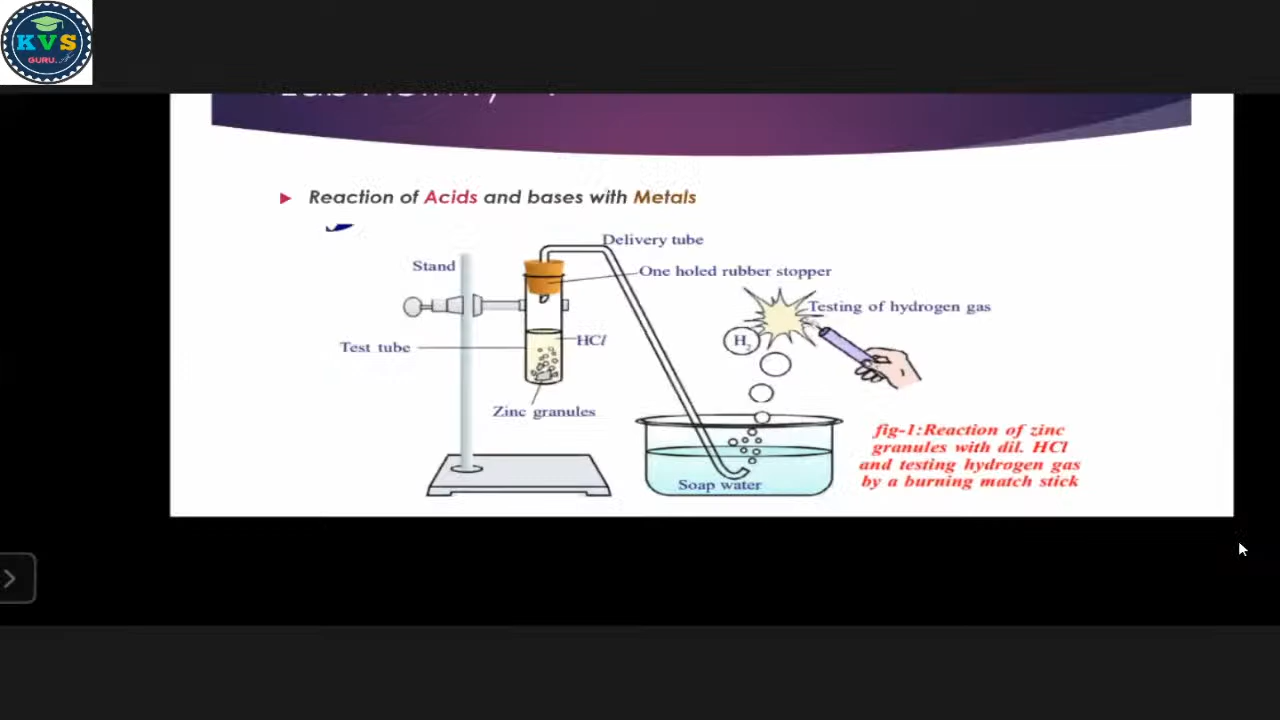 KVS
GURU
Reaction of Acids and bases with Metals
Delivery tube
Stand
One holed rubber stopper
Testing of hydrogen gas
HCl
H₂
Test tube
Zinc granules
Soap water
fig-1:Reaction of zinc
granules with dil. HCl
and testing hydrogen gas
by a burning match stick